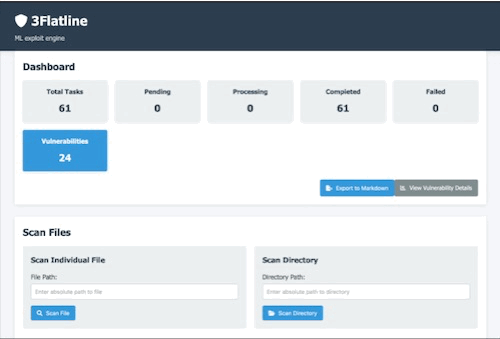 3Flatline
ML exploit engine
Dashboard
Total Tasks Pending Processing Completed Failed
61 0 0 61 0
Vulnerabilities
24
Export to Markdown View Vulnerability Details
Scan Files
Scan Individual File Scan Directory
File Path: Directory Path:
Enter absolute path to file Enter absolute path to directory
Scan File Scan Directory